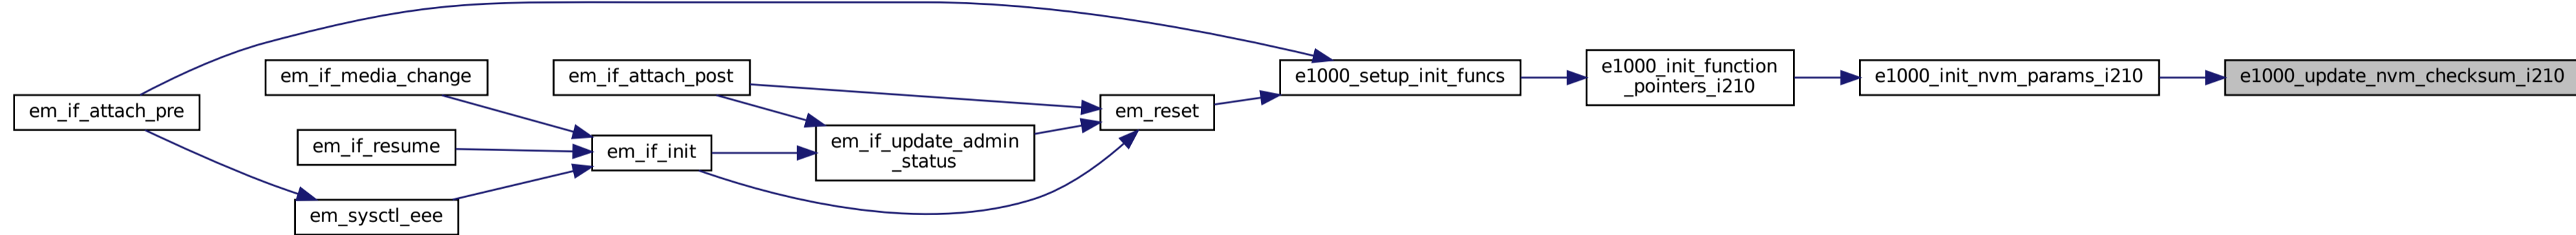 em_if_attach_pre
em_if_media_change
em_if_resume
em_sysctl_eee
em_if_attach_post
em_if_init
em_if_update_admin
_status
em_reset
e1000_setup_init_funcs
e1000_init_function
_pointers_i210
e1000_init_nvm_params_i210
e1000_update_nvm_checksum_i210